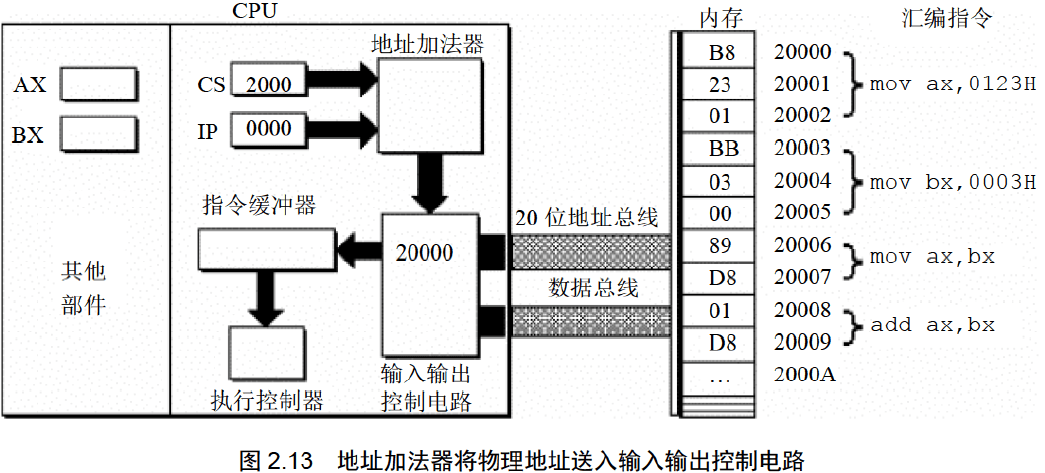 CPU
内存
汇编指令
地址加法器
AX
BX
CS
2000
IP
0000
指令缓冲器
20000
20 位地址总线
数据总线
其他
部件
执行控制器
输入输出
控制电路
B8
20000
23
20001
mov ax,0123H
01
20002
BB
20003
03
20004
mov bx,0003H
00
20005
89
20006
mov ax,bx
D8
20007
01
20008
add ax,bx
D8
20009
…
2000A
图 2.13 地址加法器将物理地址送入输入输出控制电路